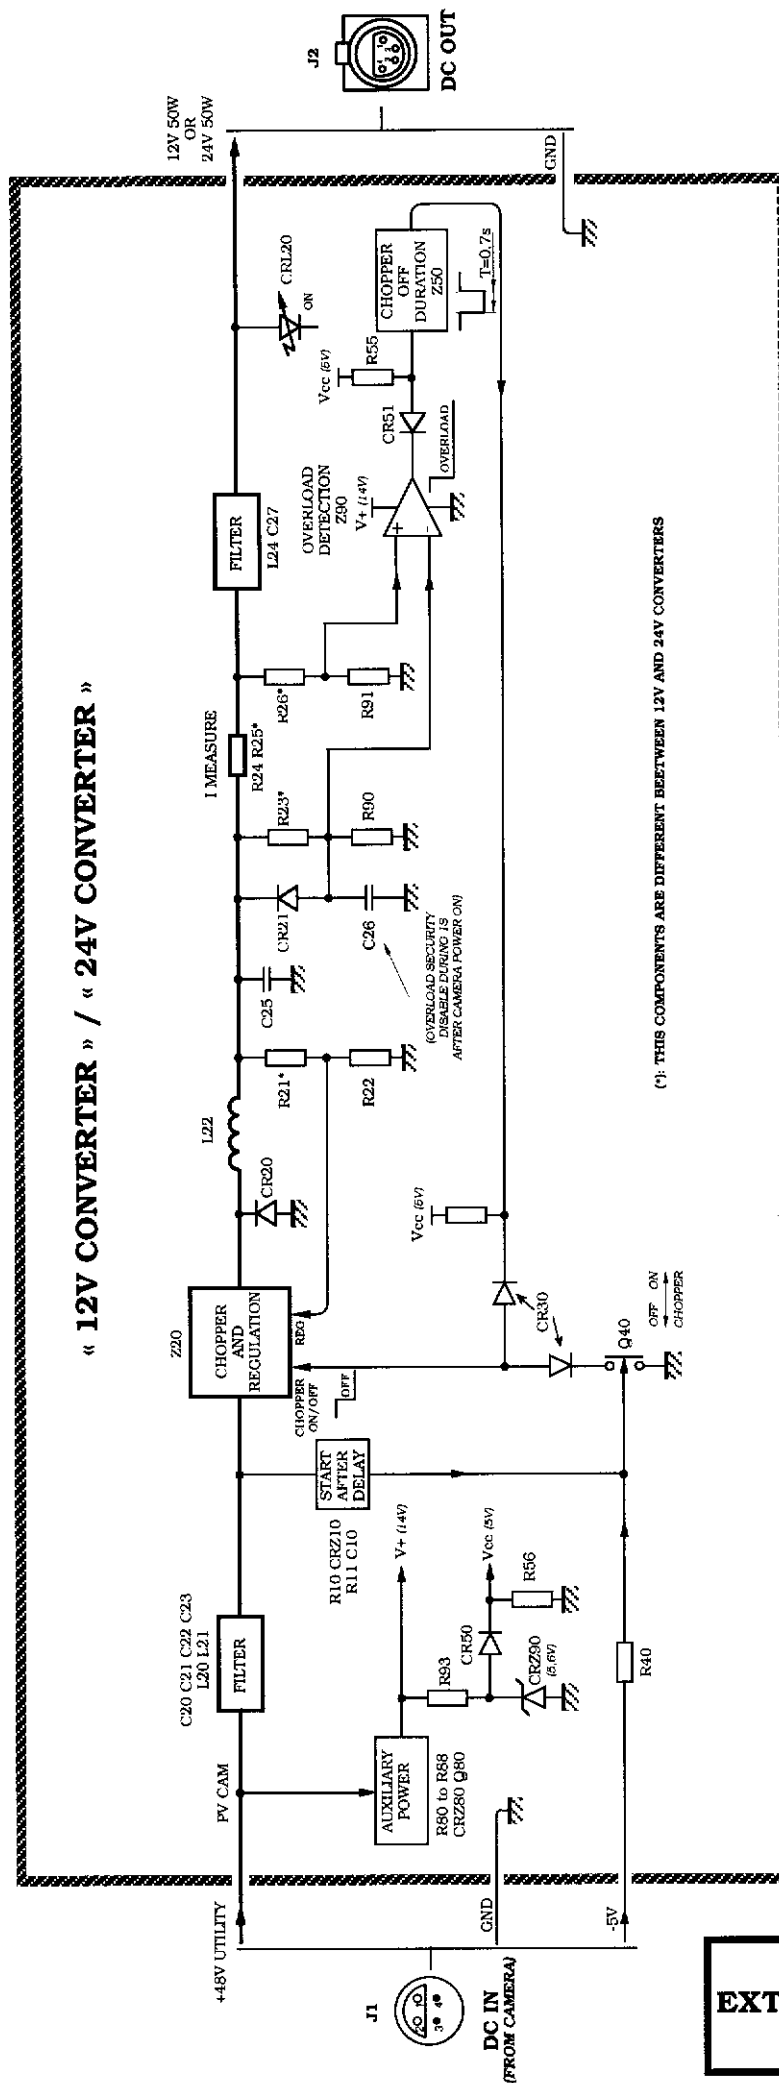 « 12V CONVERTER » / « 24V CONVERTER »
J1
DC IN
(FROM CAMERA)
+48V UTILITY
GND
-5V
PV CAM
C20 C21 C22 C23
L20 L21
FILTER
AUXILIARY
POWER
R80 to R88
CRZ80 Q80
V+ (14V)
R93
CR50
Vcc (5V)
CRZ90
(5,6V)
R56
R40
START
AFTER
DELAY
R10 CRZ10
R11 C10
Z20
CHOPPER
AND
REGULATION
CHOPPER
ON/OFF
OFF
REG
CR30
Q40
OFF ON
CHOPPER
Vcc (5V)
CR20
L22
R21*
R22
C25
CR21
C26
(OVERLOAD SECURITY
DISABLE DURING 1S
AFTER CAMERA POWER ON)
R23*
R90
I MEASURE
R24 R25*
R26*
R91
FILTER
L24 C27
OVERLOAD
DETECTION
Z90
V+ (14V)
+
-
OVERLOAD
CR51
Vcc (5V)
R55
CHOPPER
OFF
DURATION
Z50
T=0,7s
CRL20
ON
12V 50W
OR
24V 50W
GND
J2
DC OUT
(*): THIS COMPONENTS ARE DIFFERENT BEETWEEN 12V AND 24V CONVERTERS
EXT